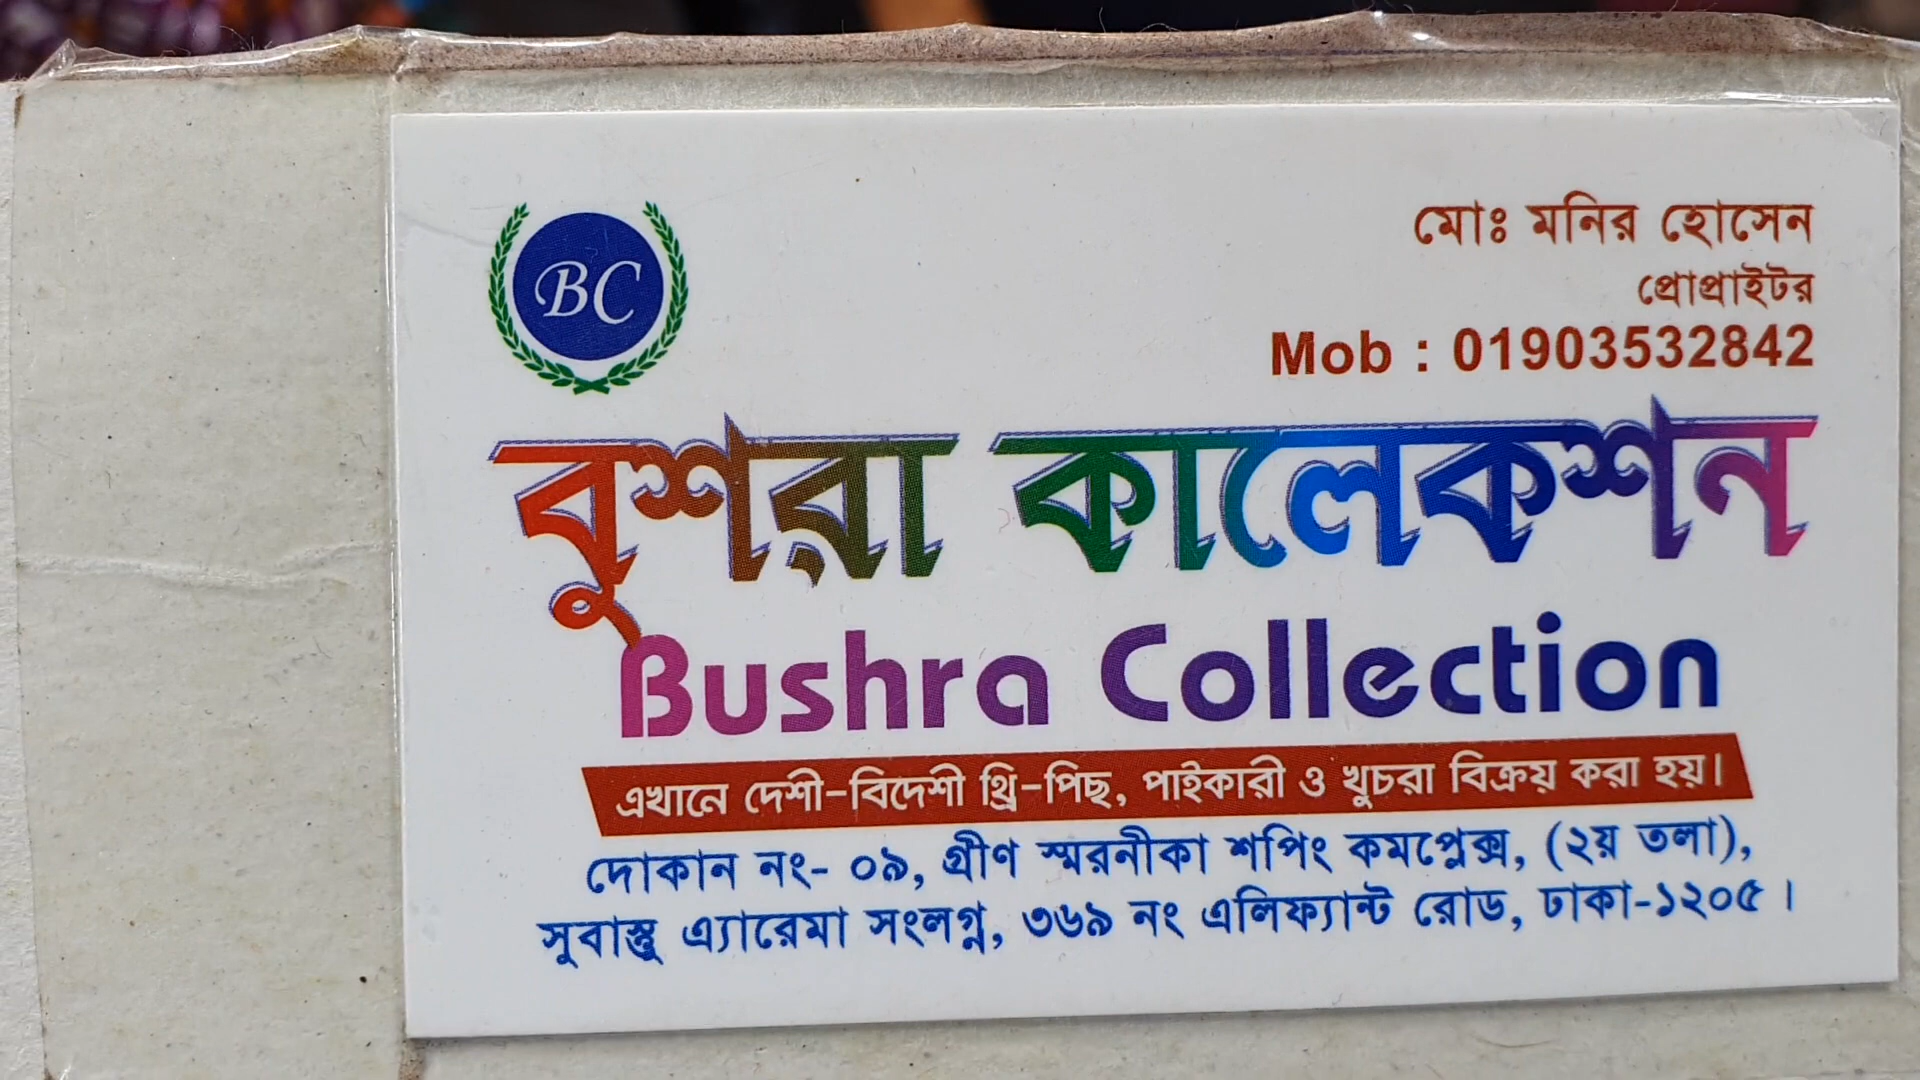 BC
মোঃ মনির হোসেন
প্রোপ্রাইটর
Mob : 01903532842
বুশরা কালেকশন
Bushra Collection
এখানে দেশী-বিদেশী থ্রি-পিছ, পাইকারী ও খুচরা বিক্রয় করা হয়।
দোকান নং- ০৯, গ্রীণ স্মরনীকা শপিং কমপ্লেক্স, (২য় তলা),
সুবাস্তু এ্যারেমা সংলগ্ন, ৩৬৯ নং এলিফ্যান্ট রোড, ঢাকা-১২০৫।